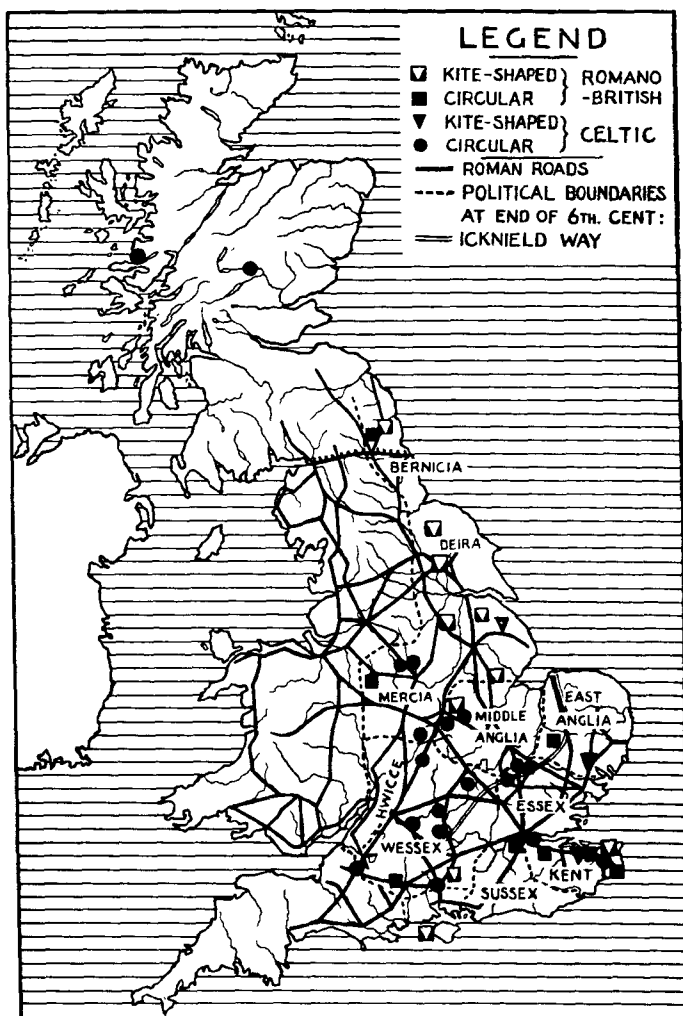 LEGEND
KITE-SHAPED
CIRCULAR
ROMANO
-BRITISH
KITE-SHAPED
CIRCULAR
CELTIC
ROMAN ROADS
POLITICAL BOUNDARIES
AT END OF 6TH. CENT:
ICKNIELD WAY
BERNICIA
DEIRA
MERCIA
MIDDLE
ANGLIA
EAST
ANGLIA
HWICCE
ESSEX
WESSEX
KENT
SUSSEX